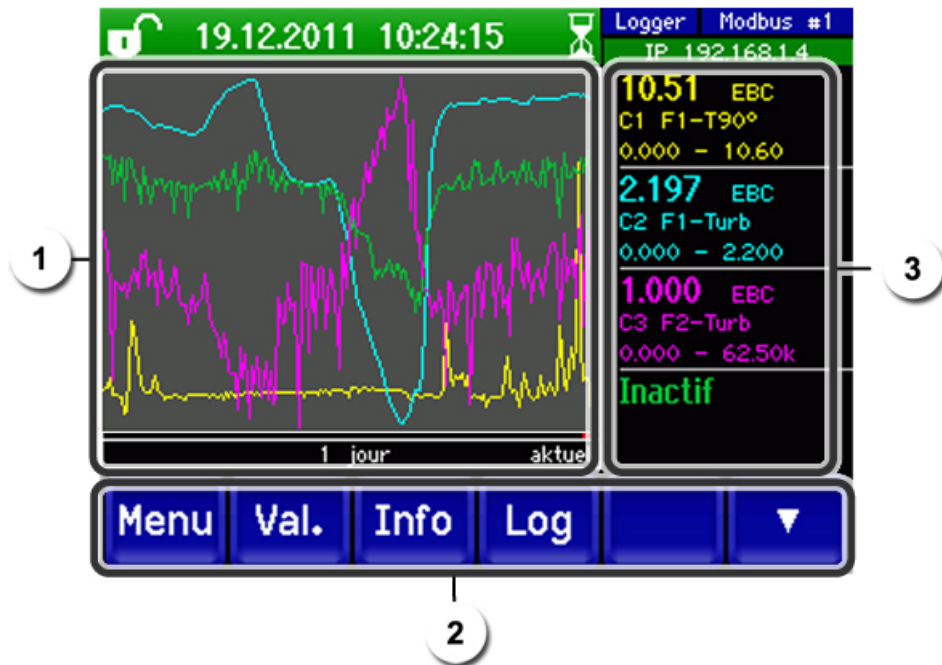 19.12.2011 10:24:15
Logger Modbus #1
IP 192.168.1.4
10.51 EBC
C1 F1-T90°
0.000 - 10.60
2.197 EBC
C2 F1-Turb
0.000 - 2.200
1.000 EBC
C3 F2-Turb
0.000 - 62.50k
Inactif
1 jour aktue
Menu Val. Info Log ▼
1
3
2